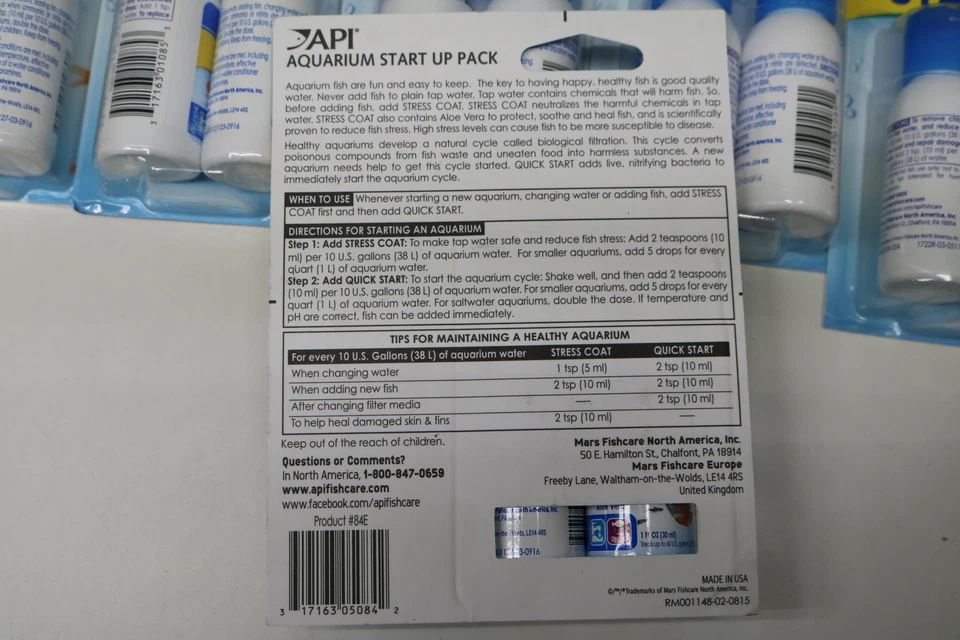 API®
AQUARIUM START UP PACK
Aquarium fish are fun and easy to keep. The key to having happy, healthy fish is good quality
water. Never add fish to plain tap water. Tap water contains chemicals that will harm fish. So,
before adding fish, add STRESS COAT. STRESS COAT neutralizes the harmful chemicals in tap
water. STRESS COAT also contains Aloe Vera to protect, soothe and heal fish, and is scientifically
proven to reduce fish stress. High stress levels can cause fish to be more susceptible to disease.
Healthy aquariums develop a natural cycle called biological filtration. This cycle converts
poisonous compounds from fish waste and uneaten food into harmless substances. A new
aquarium needs help to get this cycle started. QUICK START adds live, nitrifying bacteria to
immediately start the aquarium cycle.
WHEN TO USE Whenever starting a new aquarium, changing water or adding fish, add STRESS
COAT first and then add QUICK START.
DIRECTIONS FOR STARTING AN AQUARIUM
Step 1: Add STRESS COAT: To make tap water safe and reduce fish stress: Add 2 teaspoons (10
ml) per 10 U.S. gallons (38 L) of aquarium water. For smaller aquariums, add 5 drops for every
quart (1 L) of aquarium water.
Step 2: Add QUICK START: To start the aquarium cycle: Shake well, and then add 2 teaspoons
(10 ml) per 10 U.S. gallons (38 L) of aquarium water. For smaller aquariums, add 5 drops for every
quart (1 L) of aquarium water. For saltwater aquariums, double the dose. If temperature and
pH are correct, fish can be added immediately.
TIPS FOR MAINTAINING A HEALTHY AQUARIUM
For every 10 U.S. Gallons (38 L) of aquarium water STRESS COAT QUICK START
When changing water 1 tsp (5 ml) 2 tsp (10 ml)
When adding new fish 2 tsp (10 ml) 2 tsp (10 ml)
After changing filter media — 2 tsp (10 ml)
To help heal damaged skin & fins 2 tsp (10 ml) —
Keep out of the reach of children.
Questions or Comments?
In North America, 1-800-847-0659
www.apifishcare.com
www.facebook.com/apifishcare
Product #84E
3 17163 05084 2
Mars Fishcare North America, Inc.
50 E. Hamilton St., Chalfont, PA 18914
Mars Fishcare Europe
Freeby Lane, Waltham-on-the-Wolds, LE14 4RS
United Kingdom
Aloe Vera
1 Fl OZ (30 ml)
MADE IN USA
©/™/®Trademarks of Mars Fishcare North America, Inc.
RM001148-02-0815
3 17163 01085 3